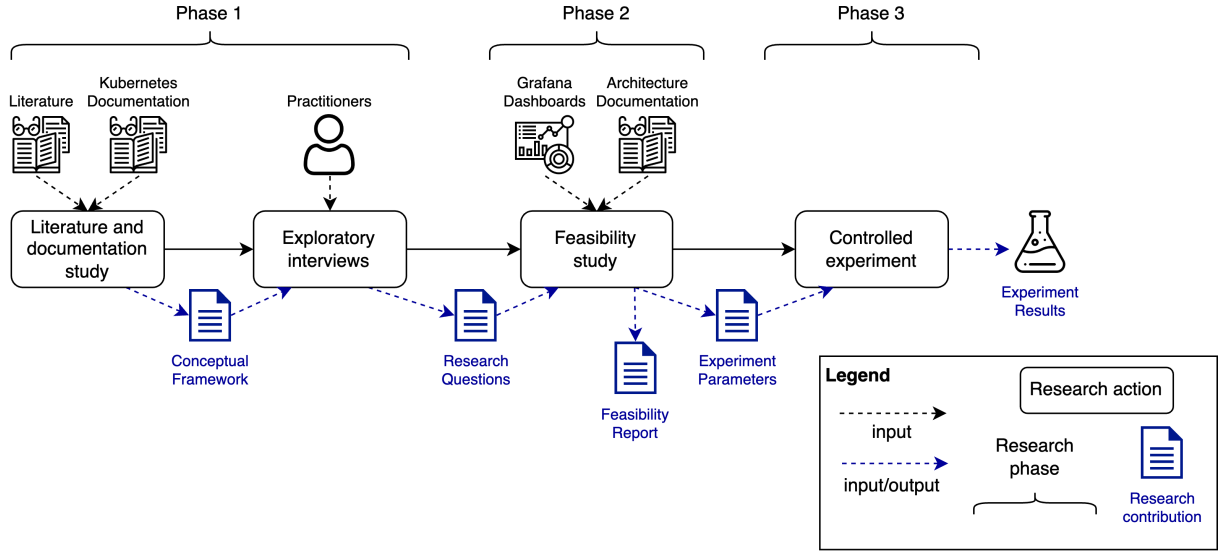 Phase 1
Phase 2
Phase 3
Literature
Kubernetes
Documentation
Practitioners
Grafana
Dashboards
Architecture
Documentation
Literature and
documentation
study
Exploratory
interviews
Feasibility
study
Controlled
experiment
Conceptual
Framework
Research
Questions
Feasibility
Report
Experiment
Parameters
Experiment
Results
Legend
input
input/output
Research action
Research
phase
Research
contribution